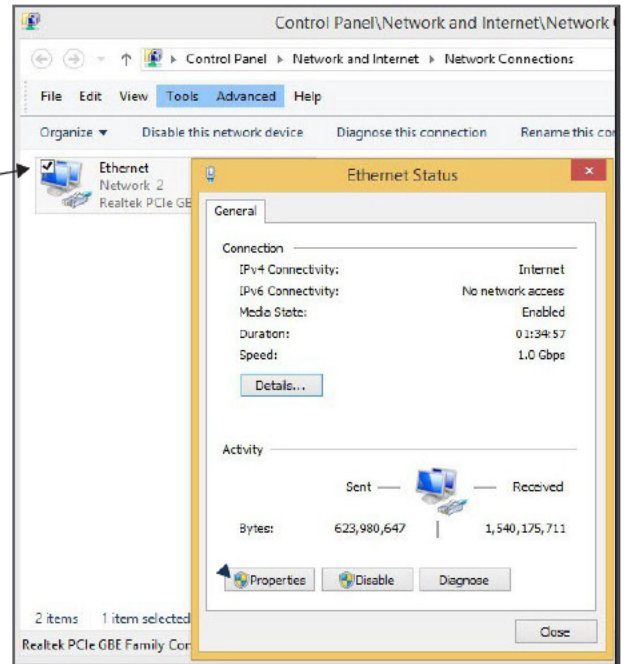 Control Panel\Network and Internet\Network
Control Panel ▸ Network and Internet ▸ Network Connections
File Edit View Tools Advanced Help
Organize ▾ Disable this network device Diagnose this connection Rename this
Ethernet
Network 2
Realtek PCIe
Ethernet Status
General
Connection
IPv4 Connectivity: Internet
IPv6 Connectivity: No network access
Media State: Enabled
Duration: 01:34:57
Speed: 1.0 Gbps
Details...
Activity
Sent — — Received
Bytes: 623,980,647 | 1,540,175,711
Properties Disable Diagnose
Close
2 items 1 item selected
Realtek PCIe GBE Family